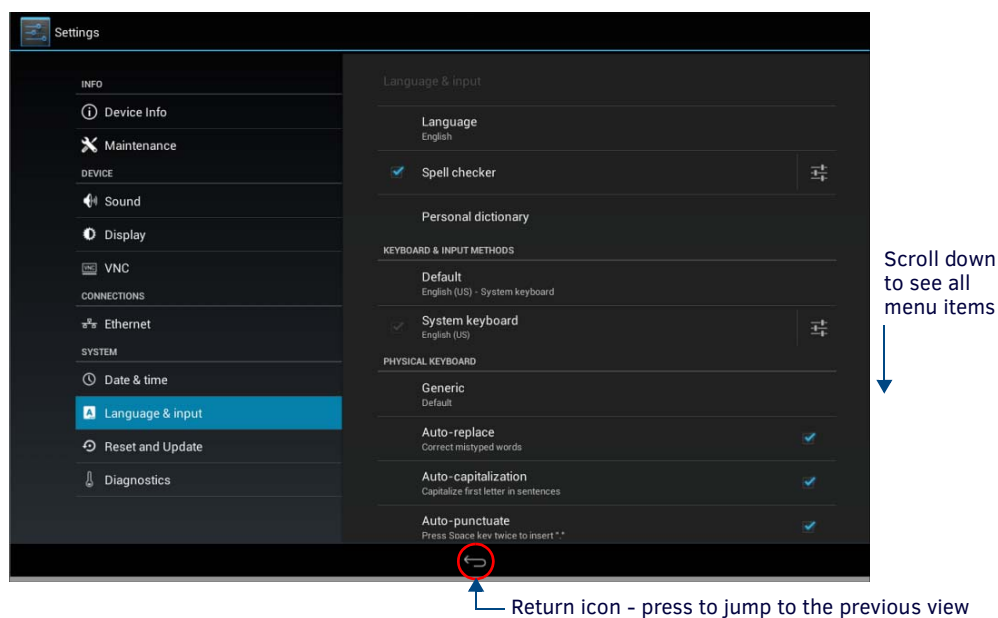 Settings
INFO
Device Info
Maintenance
DEVICE
Sound
Display
VNC
VNC
CONNECTIONS
Ethernet
SYSTEM
Date & time
A
Language & input
Reset and Update
Diagnostics
Language & input
Language
English
Spell checker
Personal dictionary
KEYBOARD & INPUT METHODS
Default
English (US) - System keyboard
System keyboard
English (US)
PHYSICAL KEYBOARD
Generic
Default
Auto-replace
Correct mistyped words
Auto-capitalization
Capitalize first letter in sentences
Auto-punctuate
Press Space key twice to insert "."
Scroll down
to see all
menu items
Return icon - press to jump to the previous view